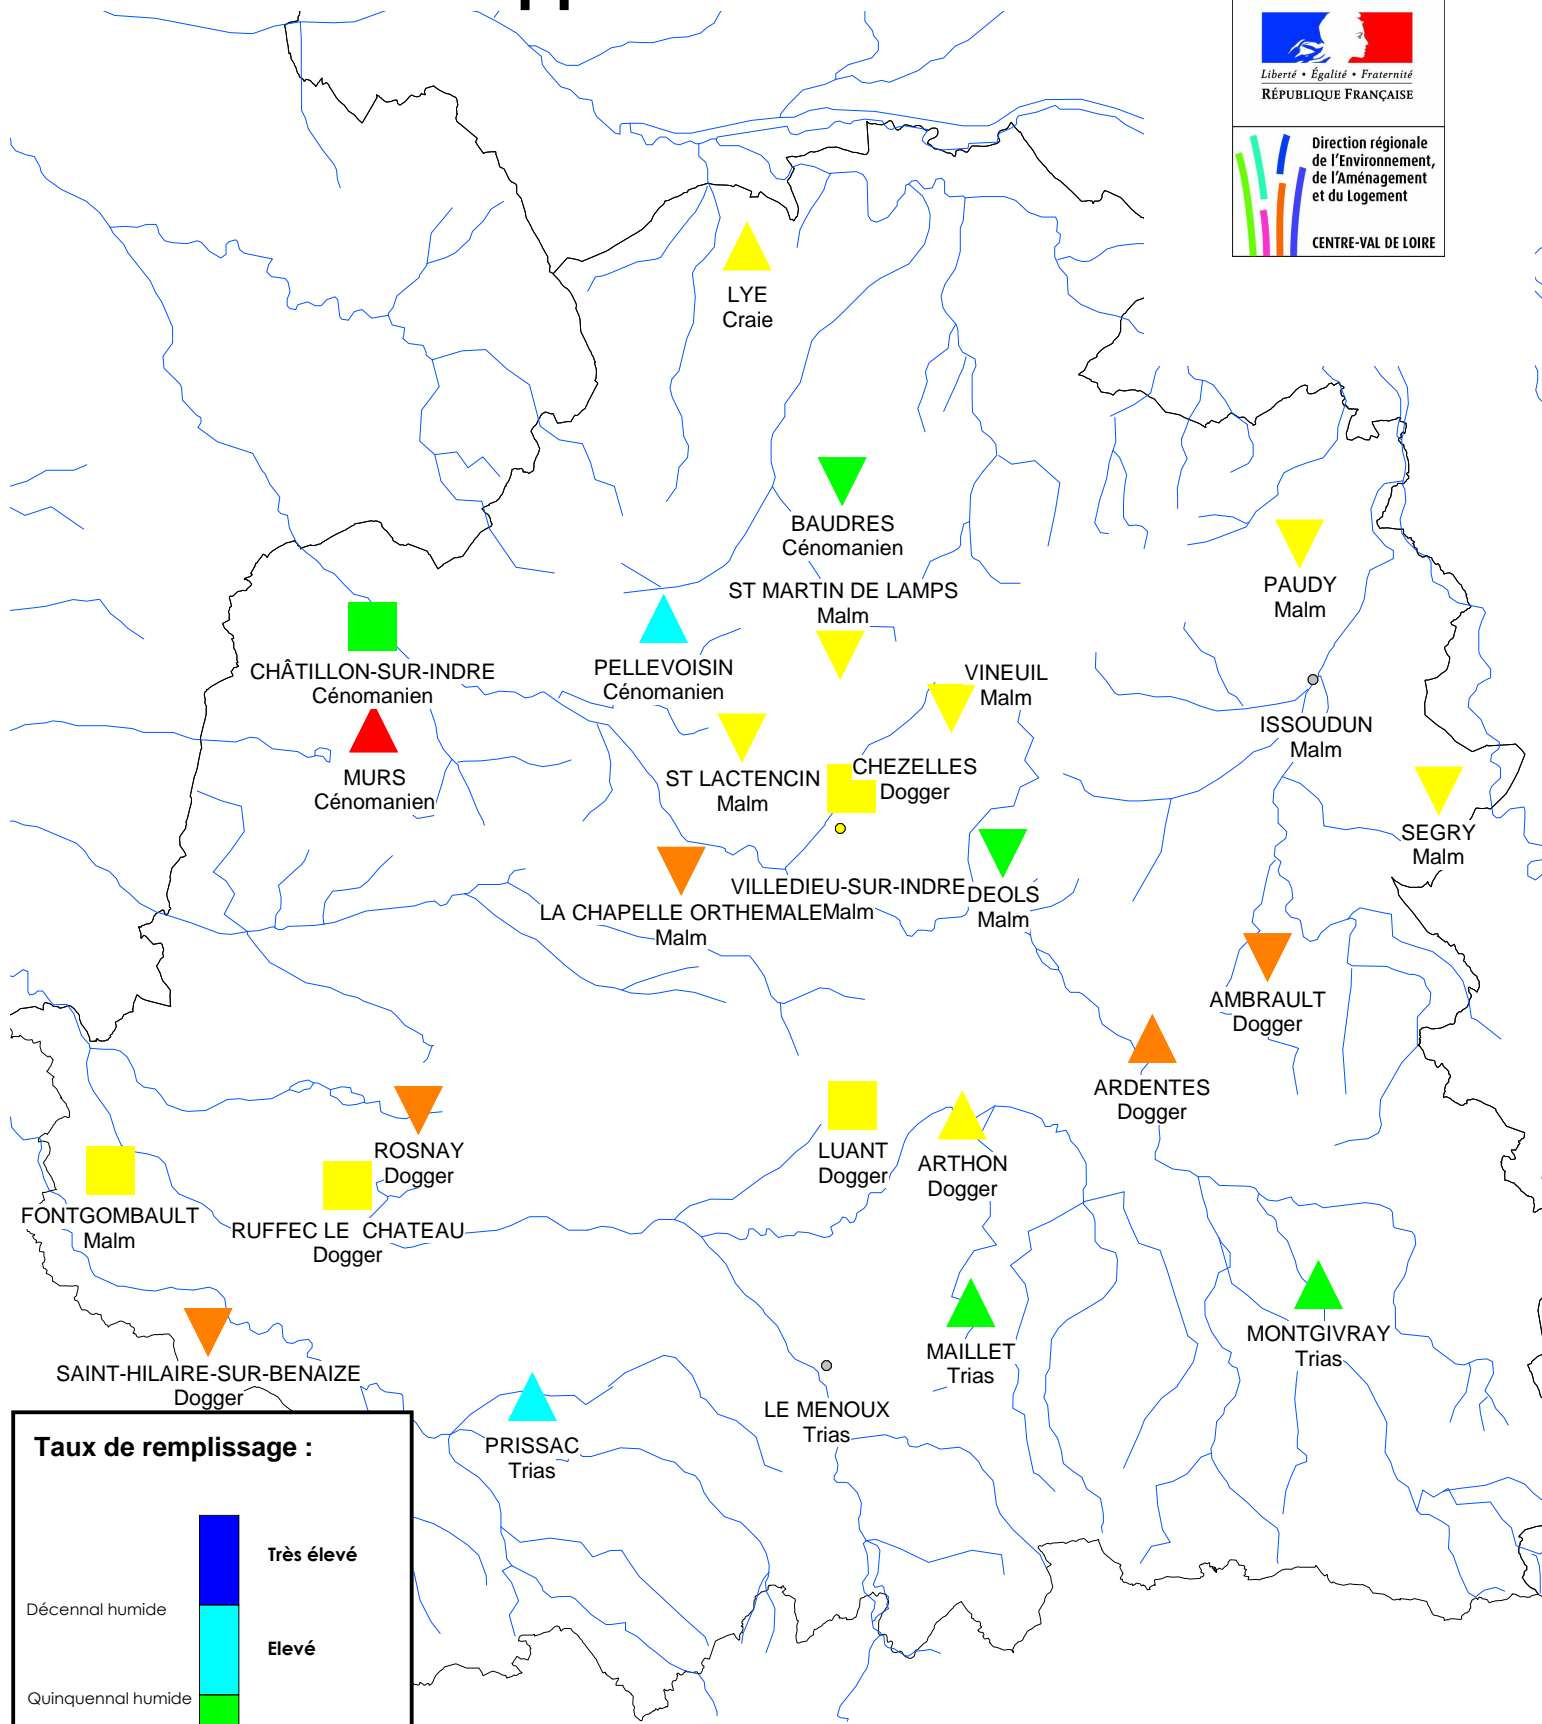 Liberté • Égalité • Fraternité
RÉPUBLIQUE FRANÇAISE
Direction régionale
de l'Environnement,
de l'Aménagement
et du Logement
CENTRE-VAL DE LOIRE
LYE
Craie
BAUDRES
Cénomanien
PAUDY
Malm
ST MARTIN DE LAMPS
Malm
CHÂTILLON-SUR-INDRE
Cénomanien
PELLEVOISIN
Cénomanien
VINEUIL
Malm
ISSOUDUN
Malm
MURS
Cénomanien
ST LACTENCIN
Malm
CHEZELLES
Dogger
SEGRY
Malm
VILLEDIEU-SUR-INDRE
Malm
DEOLS
Malm
LA CHAPELLE ORTHEMALE
Malm
AMBRAULT
Dogger
ARDENTES
Dogger
ROSNAY
Dogger
LUANT
Dogger
ARTHON
Dogger
FONTGOMBAULT
Malm
RUFFEC LE CHATEAU
Dogger
MONTGIVRAY
Trias
MAILLET
Trias
SAINT-HILAIRE-SUR-BENAIZE
Dogger
LE MENOUX
Trias
PRISSAC
Trias
Taux de remplissage :
Très élevé
Décennal humide
Elevé
Quinquennal humide